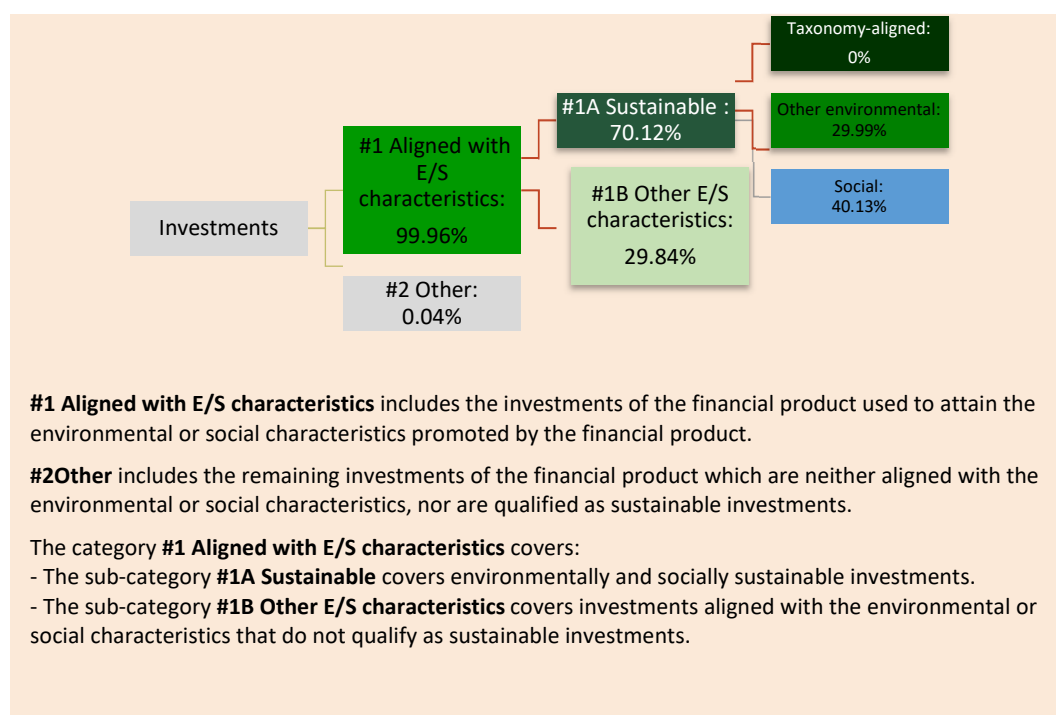 Taxonomy-aligned:
0%
#1A Sustainable :
70.12%
Other environmental:
29.99%
#1 Aligned with
E/S
characteristics:
99.96%
Social:
40.13%
#1B Other E/S
characteristics:
29.84%
Investments
#2 Other:
0.04%
#1 Aligned with E/S characteristics includes the investments of the financial product used to attain the
environmental or social characteristics promoted by the financial product.
#2Other includes the remaining investments of the financial product which are neither aligned with the
environmental or social characteristics, nor are qualified as sustainable investments.
The category #1 Aligned with E/S characteristics covers:
- The sub-category #1A Sustainable covers environmentally and socially sustainable investments.
- The sub-category #1B Other E/S characteristics covers investments aligned with the environmental or
social characteristics that do not qualify as sustainable investments.